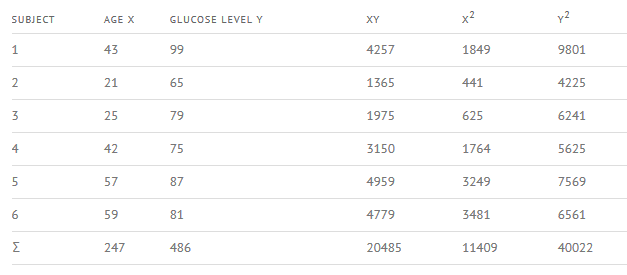 SUBJECT AGE X GLUCOSE LEVEL Y XY X² Y²
1 43 99 4257 1849 9801
2 21 65 1365 441 4225
3 25 79 1975 625 6241
4 42 75 3150 1764 5625
5 57 87 4959 3249 7569
6 59 81 4779 3481 6561
Σ 247 486 20485 11409 40022